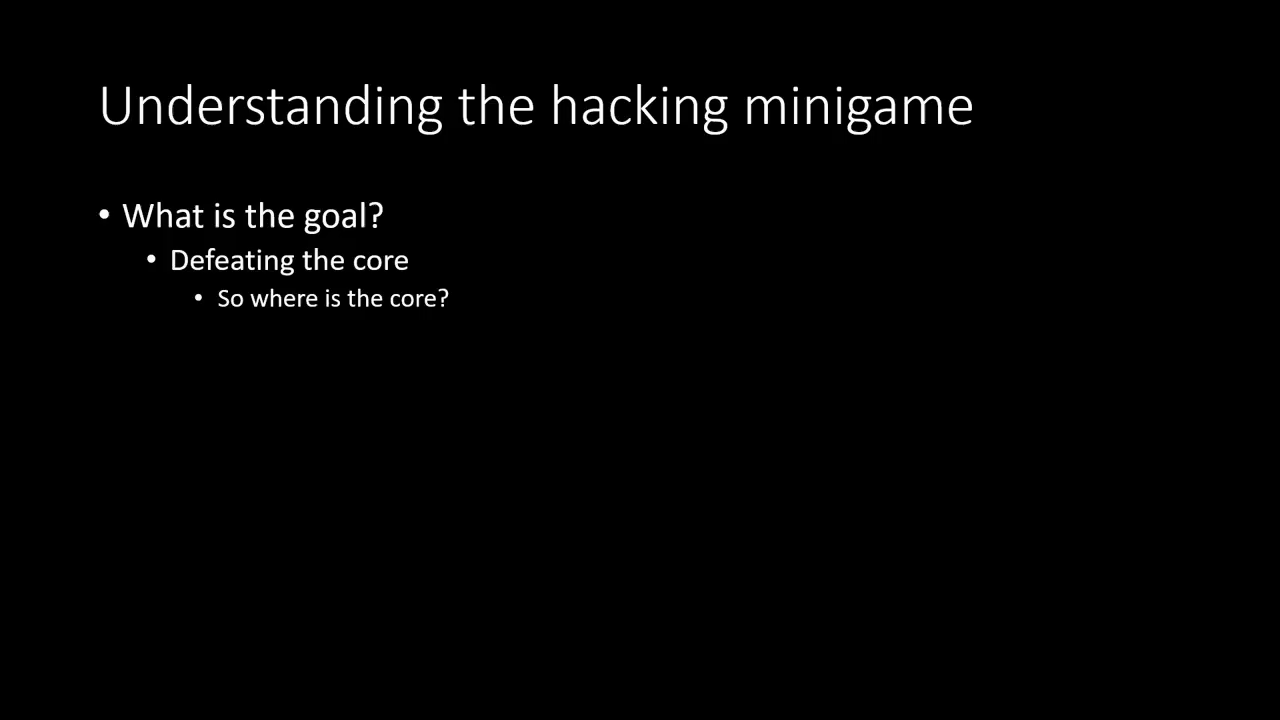 Understanding the hacking minigame
• What is the goal?
• Defeating the core
• So where is the core?